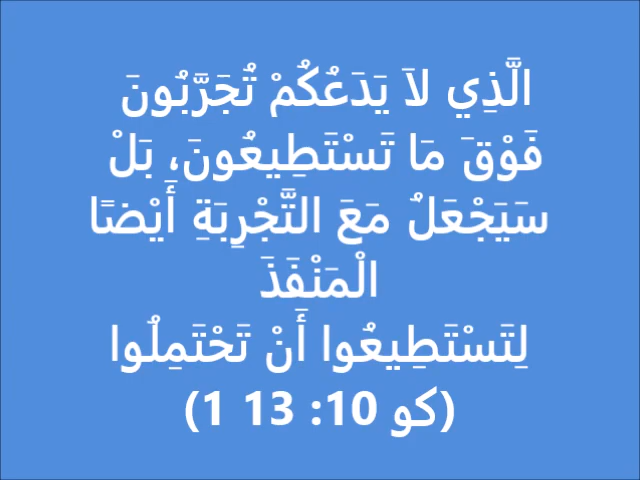 الَّذِي لاَ يَدَعُكُمْ تُجَرَّبُونَ
فَوْقَ مَا تَسْتَطِيعُونَ، بَلْ
سَيَجْعَلُ مَعَ التَّجْرِبَةِ أَيْضًا
الْمَنْفَذَ
لِتَسْتَطِيعُوا أَنْ تَحْتَمِلُوا
(كو 10: 13 1)